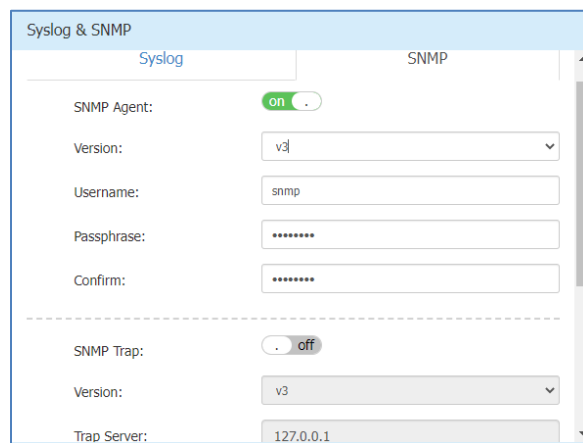 Syslog & SNMP
Syslog SNMP
SNMP Agent: on .
Version: v3
Username: snmp
Passphrase: ••••••••
Confirm: ••••••••
SNMP Trap: . off
Version: v3
Trap Server: 127.0.0.1